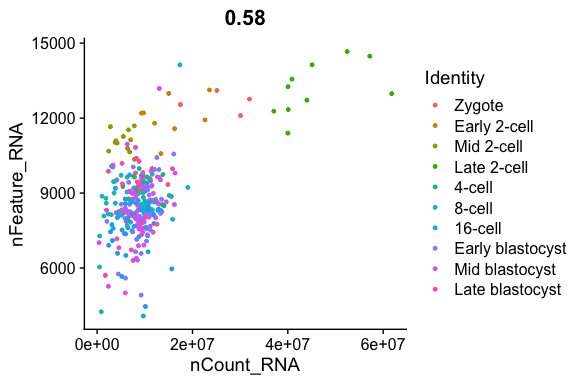 0.58
15000
12000
9000
6000
nFeature_RNA
0e+00
2e+07
4e+07
6e+07
nCount_RNA
Identity
Zygote
Early 2-cell
Mid 2-cell
Late 2-cell
4-cell
8-cell
16-cell
Early blastocyst
Mid blastocyst
Late blastocyst